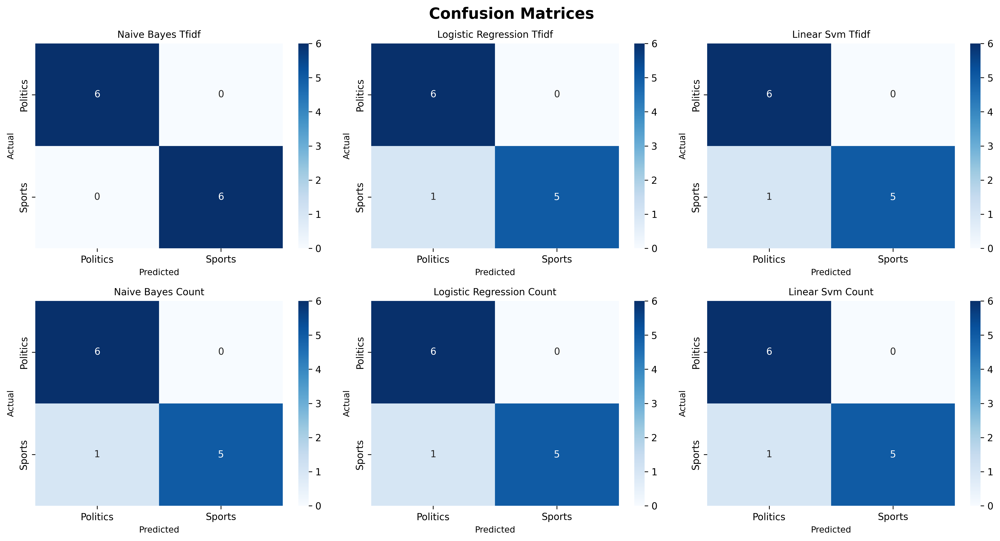 Confusion Matrices
Naive Bayes Tfidf
6 0
0 6
Politics
Sports
Actual
Politics Sports
Predicted
0
1
2
3
4
5
6
Logistic Regression Tfidf
6 0
1 5
Politics
Sports
Actual
Politics Sports
Predicted
0
1
2
3
4
5
6
Linear Svm Tfidf
6 0
1 5
Politics
Sports
Actual
Politics Sports
Predicted
0
1
2
3
4
5
6
Naive Bayes Count
6 0
1 5
Politics
Sports
Actual
Politics Sports
Predicted
0
1
2
3
4
5
6
Logistic Regression Count
6 0
1 5
Politics
Sports
Actual
Politics Sports
Predicted
0
1
2
3
4
5
6
Linear Svm Count
6 0
1 5
Politics
Sports
Actual
Politics Sports
Predicted
0
1
2
3
4
5
6